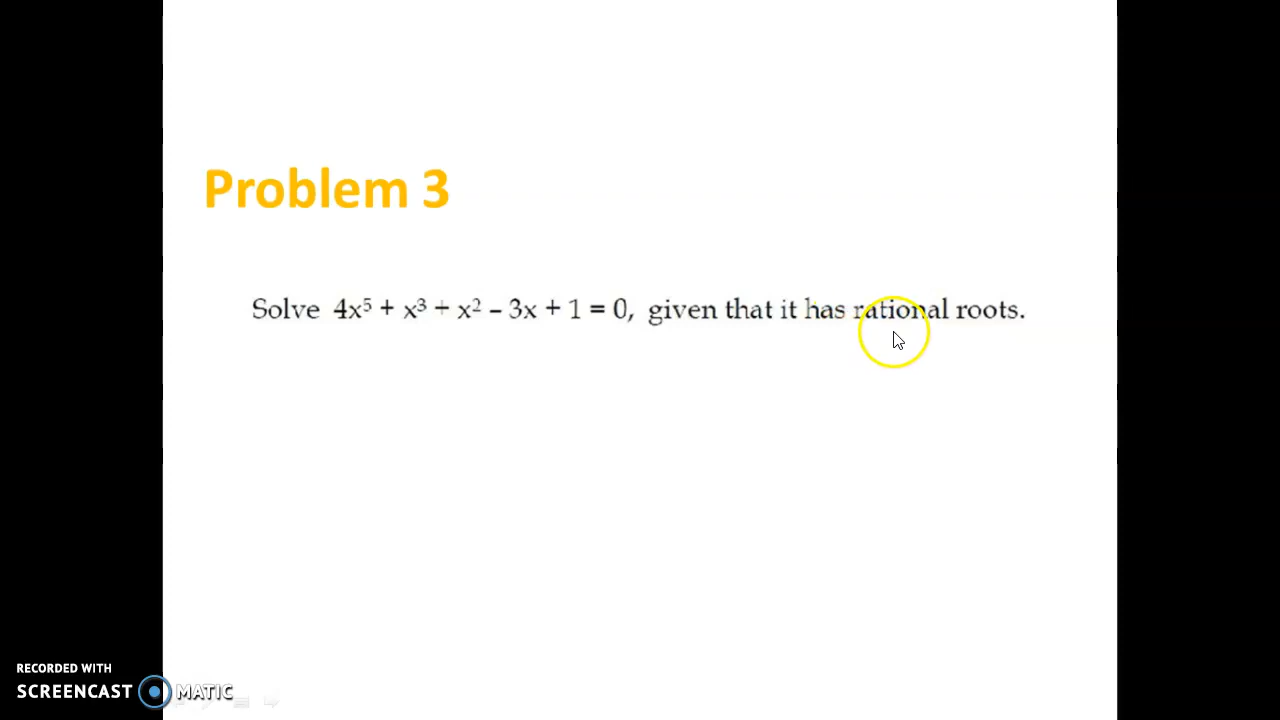 Problem 3
Solve 4x⁵ + x³ + x² – 3x + 1 = 0, given that it has rational roots.
RECORDED WITH
SCREENCAST MATIC